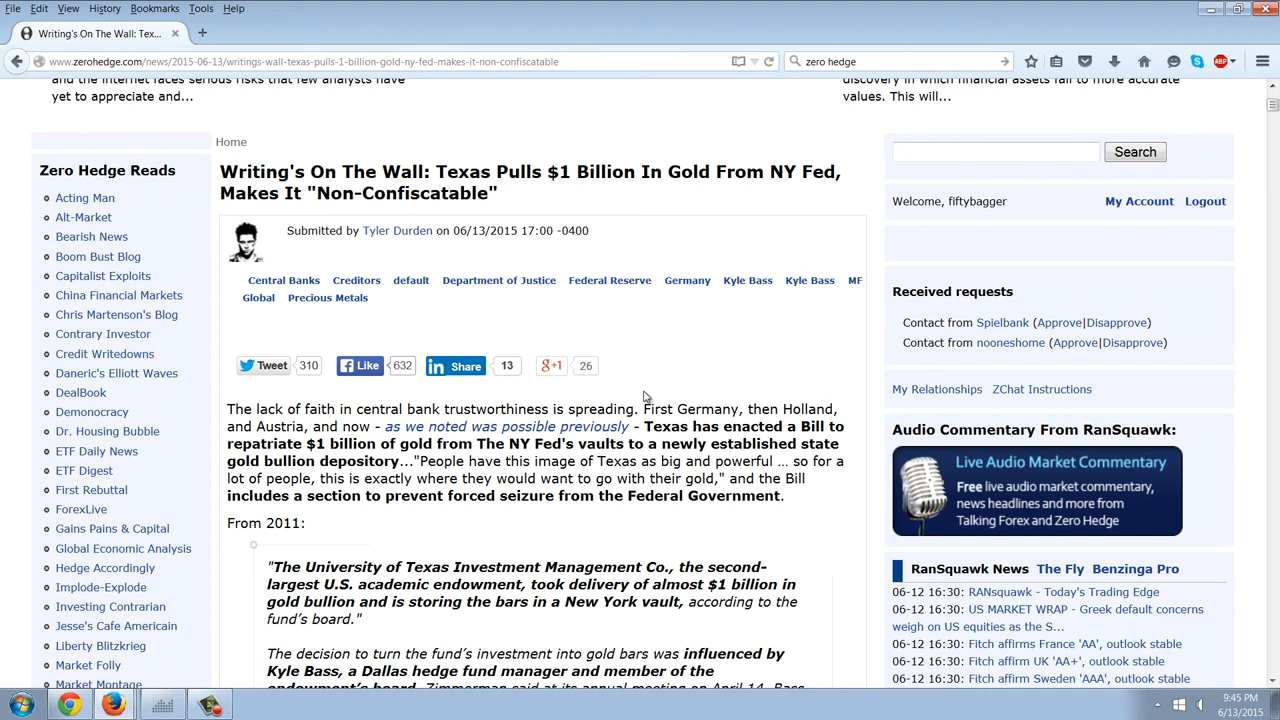 File Edit View History Bookmarks Tools Help
Writing's On The Wall: Tex...
www.zerohedge.com/news/2015-06-13/writings-wall-texas-pulls-1-billion-gold-ny-fed-makes-it-non-confiscatable
zero hedge
ABP
and the internet faces serious risks that few analysts have
yet to appreciate and...
discovery in which financial assets fail to more accurate
values. This will...
Home
Zero Hedge Reads
Acting Man
Alt-Market
Bearish News
Boom Bust Blog
Capitalist Exploits
China Financial Markets
Chris Martenson's Blog
Contrary Investor
Credit Writedowns
Daneric's Elliott Waves
DealBook
Demonocracy
Dr. Housing Bubble
ETF Daily News
ETF Digest
First Rebuttal
ForexLive
Gains Pains & Capital
Global Economic Analysis
Hedge Accordingly
Implode-Explode
Investing Contrarian
Jesse's Cafe Americain
Liberty Blitzkrieg
Market Folly
Market Montage
Writing's On The Wall: Texas Pulls $1 Billion In Gold From NY Fed,
Makes It "Non-Confiscatable"
Submitted by Tyler Durden on 06/13/2015 17:00 -0400
Central Banks Creditors default Department of Justice Federal Reserve Germany Kyle Bass Kyle Bass MF
Global Precious Metals
Tweet 310 Like 632 Share 13 g+1 26
The lack of faith in central bank trustworthiness is spreading. First Germany, then Holland,
and Austria, and now - as we noted was possible previously - Texas has enacted a Bill to
repatriate $1 billion of gold from The NY Fed's vaults to a newly established state
gold bullion depository..."People have this image of Texas as big and powerful … so for a
lot of people, this is exactly where they would want to go with their gold," and the Bill
includes a section to prevent forced seizure from the Federal Government.
From 2011:
"The University of Texas Investment Management Co., the second-
largest U.S. academic endowment, took delivery of almost $1 billion in
gold bullion and is storing the bars in a New York vault, according to the
fund's board."
The decision to turn the fund's investment into gold bars was influenced by
Kyle Bass, a Dallas hedge fund manager and member of the
endowment's board, Zimmerman said at its annual meeting on April 14. Bass
Search
Welcome, fiftybagger My Account Logout
Received requests
Contact from Spielbank (Approve|Disapprove)
Contact from nooneshome (Approve|Disapprove)
My Relationships ZChat Instructions
Audio Commentary From RanSquawk:
Live Audio Market Commentary
Free live audio market commentary,
news headlines and more from
Talking Forex and Zero Hedge
RanSquawk News The Fly Benzinga Pro
06-12 16:30: RANsquawk - Today's Trading Edge
06-12 16:30: US MARKET WRAP - Greek default concerns
weigh on US equities as the S...
06-12 16:30: Fitch affirms France 'AA', outlook stable
06-12 16:30: Fitch affirm UK 'AA+', outlook stable
06-12 16:30: Fitch affirm Sweden 'AAA', outlook stable
9:45 PM
6/13/2015